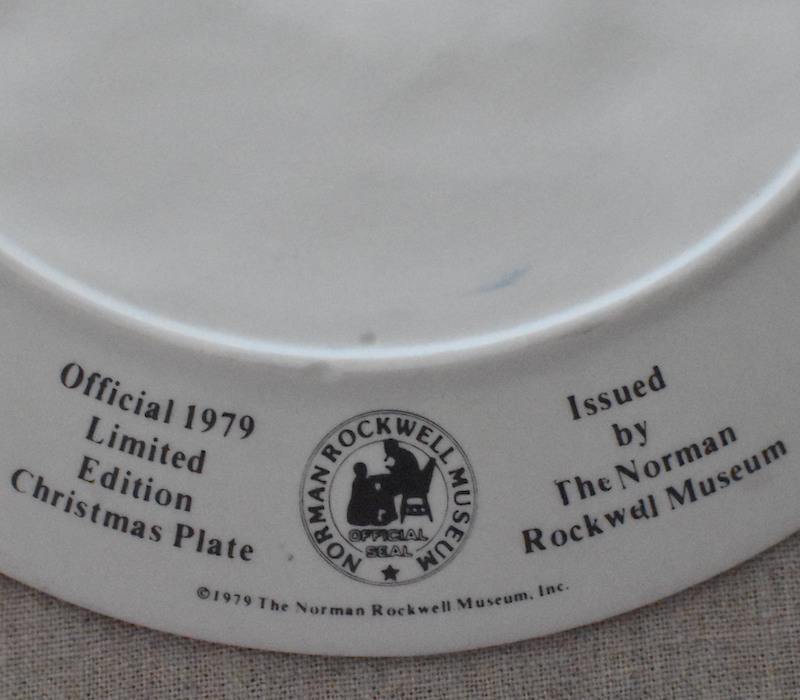 Official 1979
Limited
Edition
Christmas Plate
NORMAN ROCKWELL MUSEUM
OFFICIAL
SEAL
Issued
by
The Norman
Rockwell Museum
©1979 The Norman Rockwell Museum, Inc.